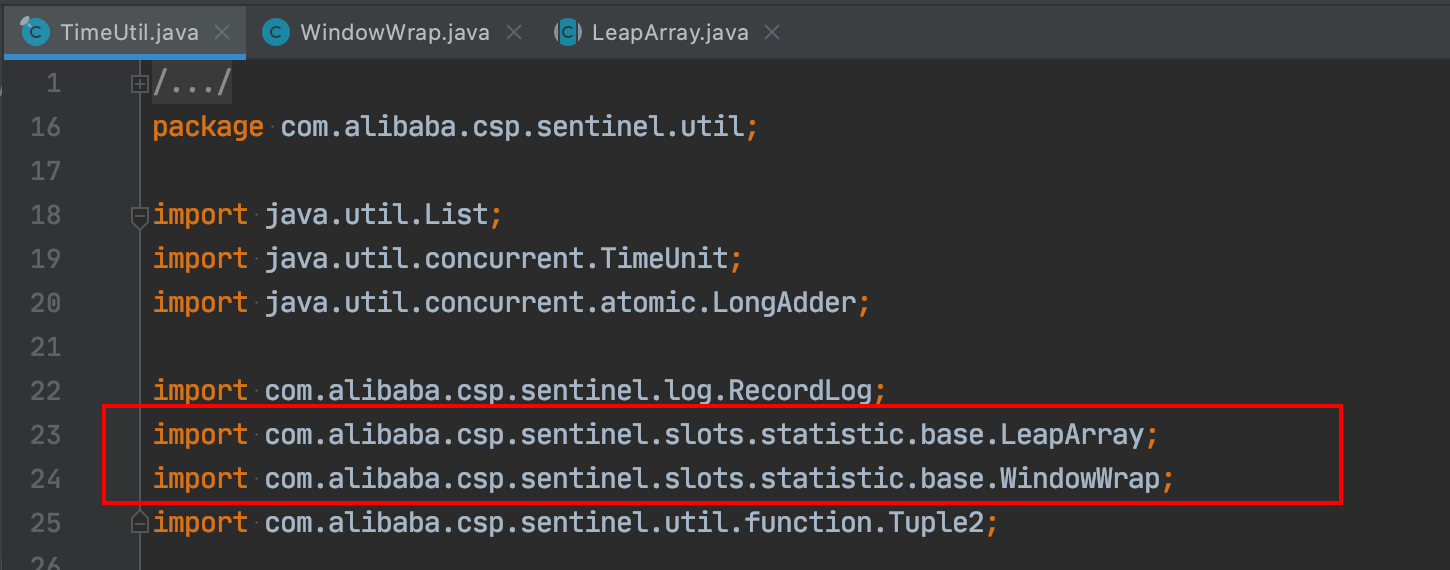 TimeUtil.java WindowWrap.java LeapArray.java
1 /.../
16 package com.alibaba.csp.sentinel.util;
17
18 import java.util.List;
19 import java.util.concurrent.TimeUnit;
20 import java.util.concurrent.atomic.LongAdder;
21
22 import com.alibaba.csp.sentinel.log.RecordLog;
23 import com.alibaba.csp.sentinel.slots.statistic.base.LeapArray;
24 import com.alibaba.csp.sentinel.slots.statistic.base.WindowWrap;
25 import com.alibaba.csp.sentinel.util.function.Tuple2;
26